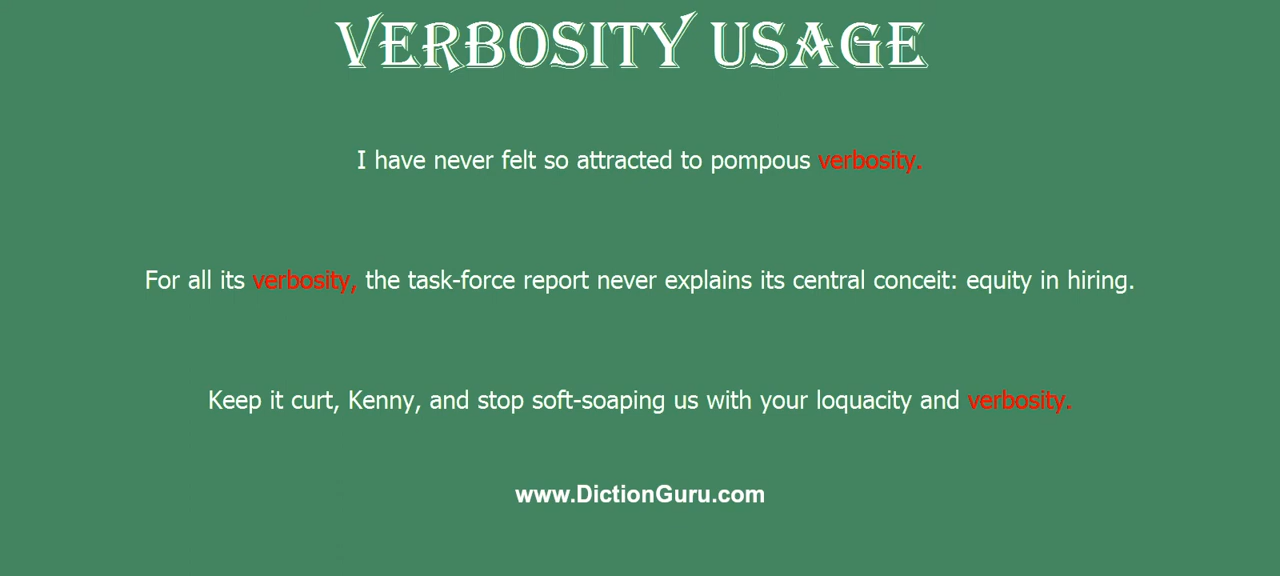 VERBOSITY USAGE
I have never felt so attracted to pompous verbosity.
For all its verbosity, the task-force report never explains its central conceit: equity in hiring.
Keep it curt, Kenny, and stop soft-soaping us with your loquacity and verbosity.
www.DictionGuru.com